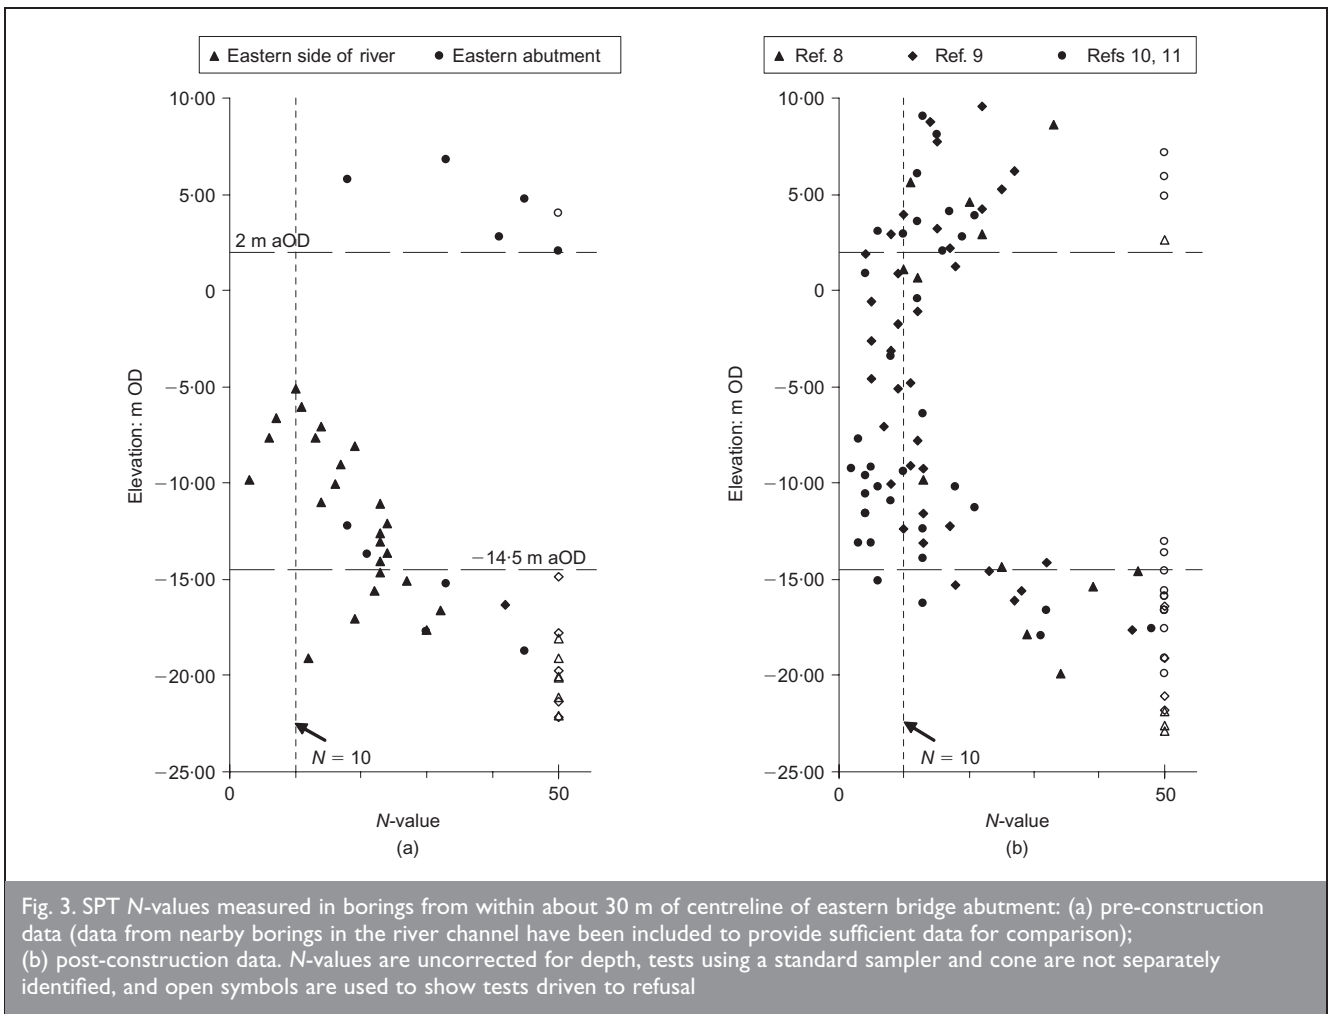 Eastern side of river Eastern abutment
10·00
5·00
2 m aOD
0
−5·00
−10·00
−14·5 m aOD
−15·00
−20·00
−25·00
Elevation: m OD
N = 10
0 50
N-value
(a)
Ref. 8 Ref. 9 Refs 10, 11
10·00
5·00
0
−5·00
−10·00
−15·00
−20·00
−25·00
Elevation: m OD
N = 10
0 50
N-value
(b)
Fig. 3. SPT N-values measured in borings from within about 30 m of centreline of eastern bridge abutment: (a) pre-construction
data (data from nearby borings in the river channel have been included to provide sufficient data for comparison);
(b) post-construction data. N-values are uncorrected for depth, tests using a standard sampler and cone are not separately
identified, and open symbols are used to show tests driven to refusal